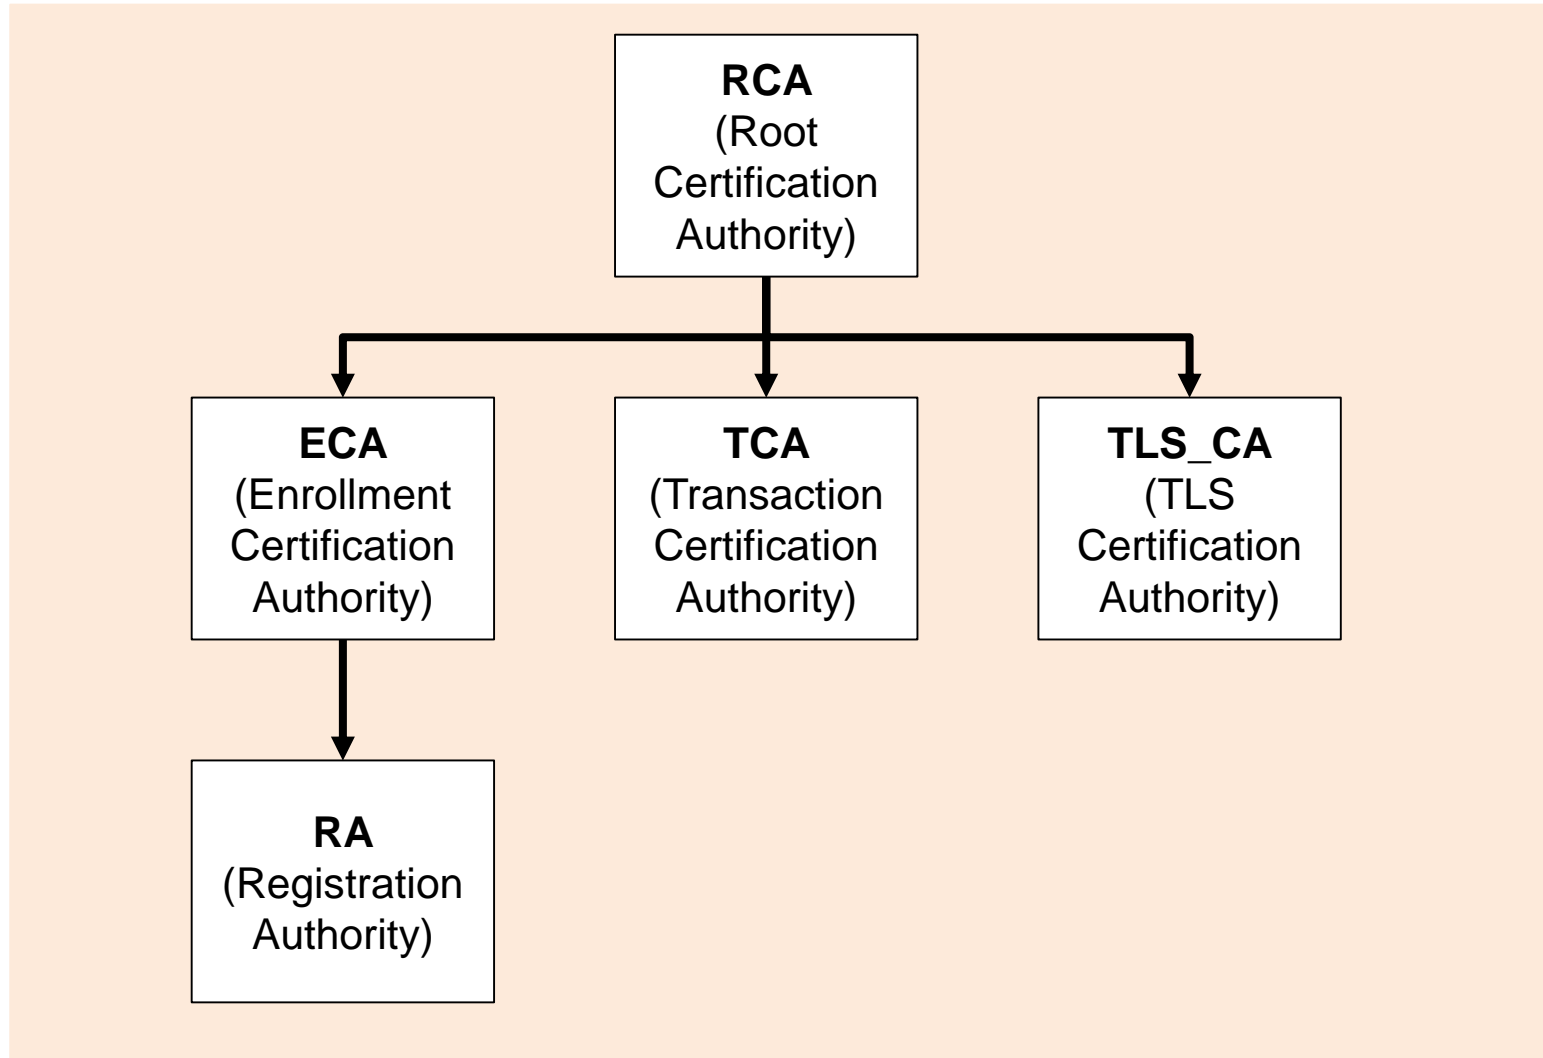 RCA
(Root
Certification
Authority)
ECA
(Enrollment
Certification
Authority)
TCA
(Transaction
Certification
Authority)
TLS_CA
(TLS
Certification
Authority)
RA
(Registration
Authority)